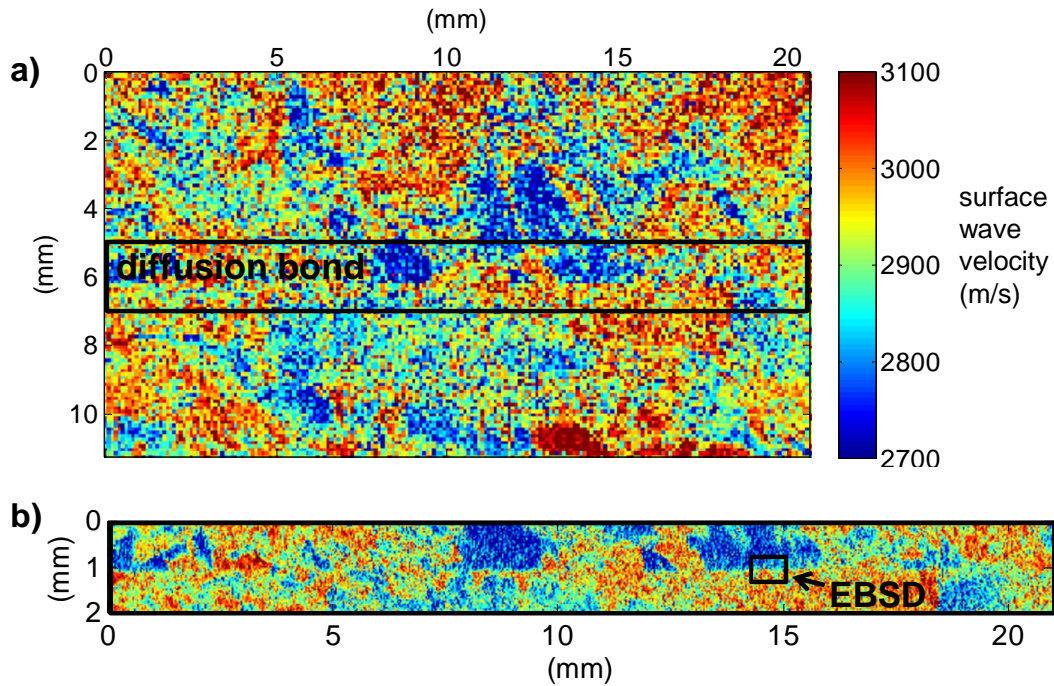 (mm)
0 5 10 15 20
a)
0
2
4
6
8
10
(mm)
diffusion bond
3100
3000
2900
2800
2700
surface
wave
velocity
(m/s)
b)
0
1
2
(mm)
EBSD
0 5 10 15 20
(mm)